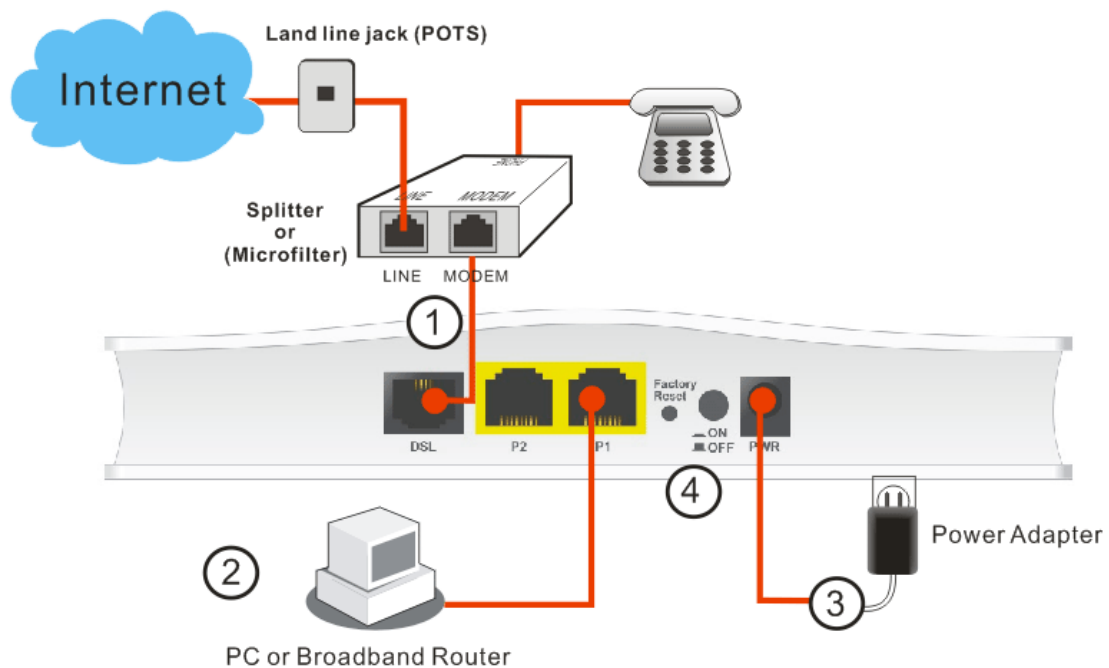 Land line jack (POTS)
Internet
PHONE
LINE
MODEM
Splitter
or
(Microfilter)
LINE
MODEM
1
Factory
Reset
ON
OFF
DSL
P2
P1
PWR
4
Power Adapter
2
3
PC or Broadband Router